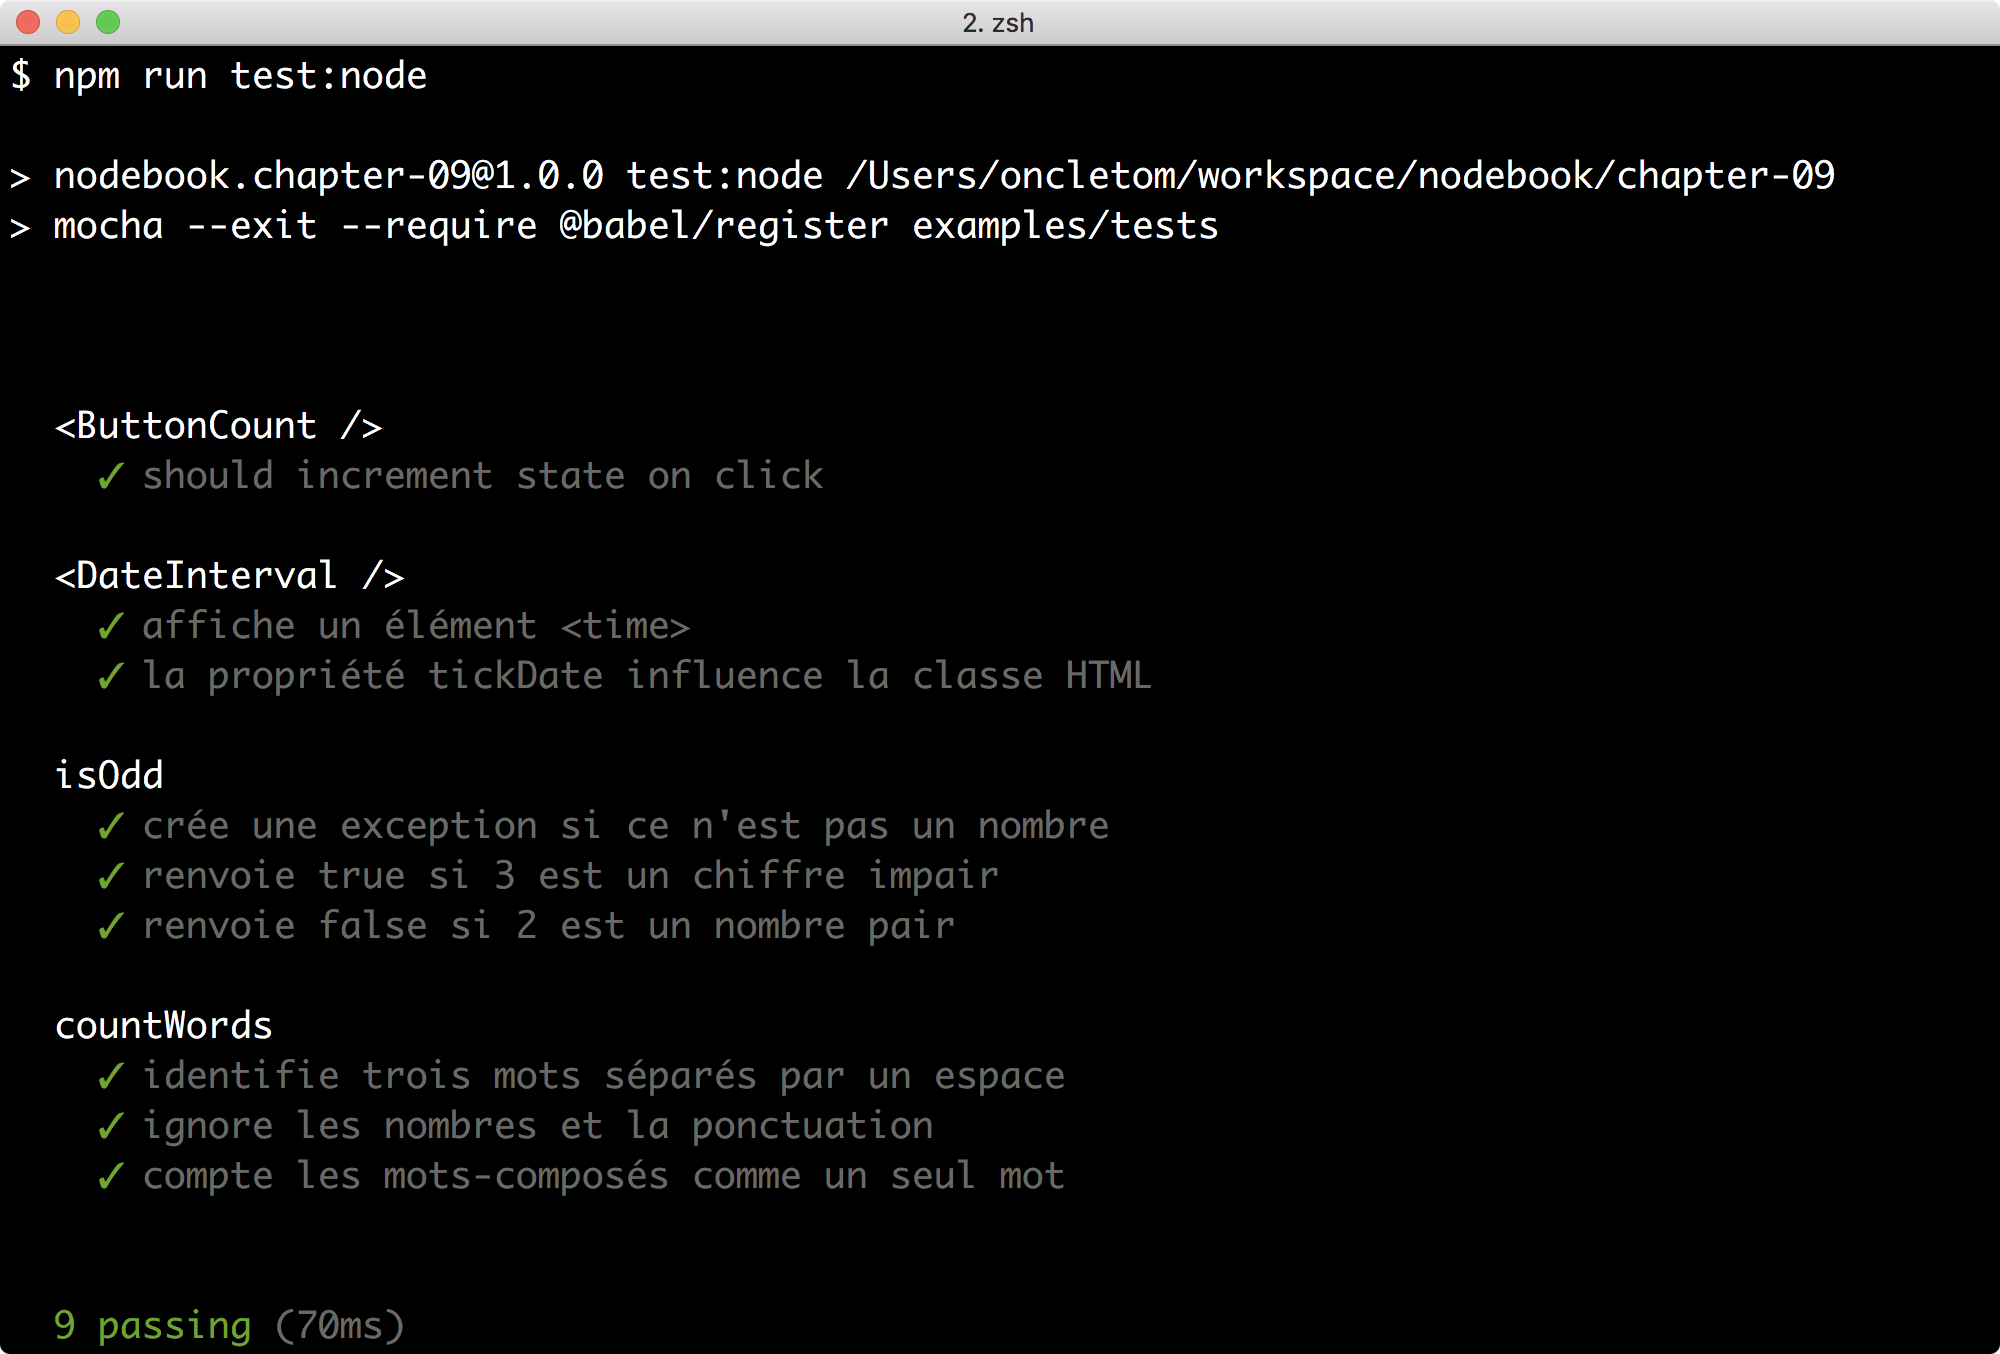 2. zsh
$ npm run test:node
> nodebook.chapter-09@1.0.0 test:node /Users/oncletom/workspace/nodebook/chapter-09
> mocha --exit --require @babel/register examples/tests
<ButtonCount />
✓ should increment state on click
<DateInterval />
✓ affiche un élément <time>
✓ la propriété tickDate influence la classe HTML
isOdd
✓ crée une exception si ce n'est pas un nombre
✓ renvoie true si 3 est un chiffre impair
✓ renvoie false si 2 est un nombre pair
countWords
✓ identifie trois mots séparés par un espace
✓ ignore les nombres et la ponctuation
✓ compte les mots-composés comme un seul mot
9 passing (70ms)